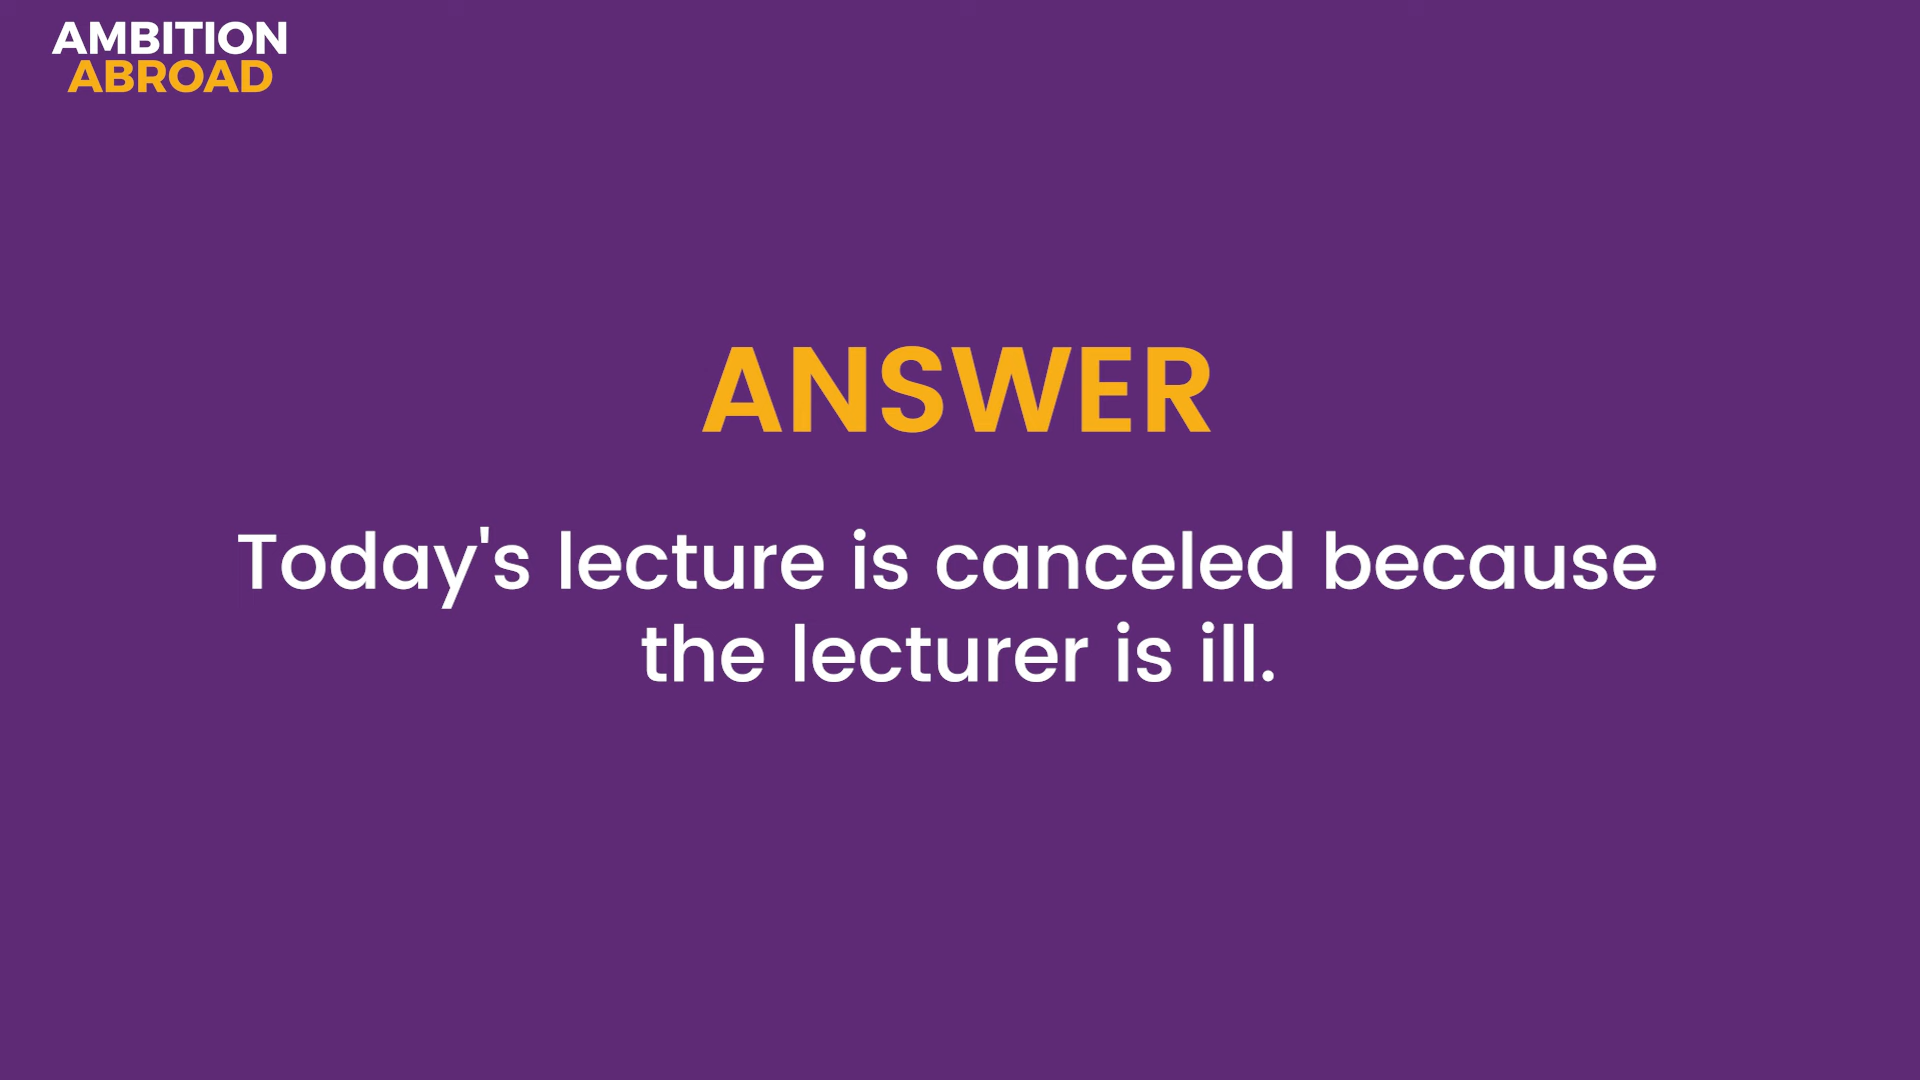 AMBITION
ABROAD
ANSWER
Today's lecture is canceled because
the lecturer is ill.